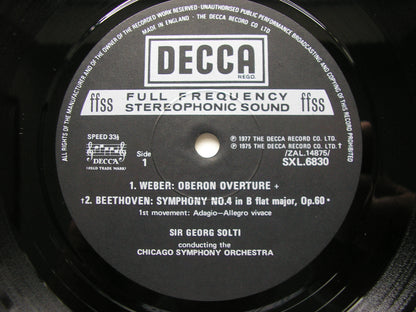 ALL RIGHTS OF THE MANUFACTURER AND OF THE OWNER OF THE RECORDED WORK RESERVED · UNAUTHORISED PUBLIC PERFORMANCE BROADCASTING AND COPYING OF THIS RECORD PROHIBITED
MADE IN ENGLAND · THE DECCA RECORD CO LTD
DECCA
REGD.
ffss FULL FREQUENCY ffss
STEREOPHONIC SOUND
SPEED 33⅓
DECCA
REGD TRADE MARK
Side
1
℗ 1977 THE DECCA RECORD CO. LTD.
℗ 1975 THE DECCA RECORD CO. LTD.†
/ZAL.14875/
SXL.6830
1. WEBER: OBERON OVERTURE +
†2. BEETHOVEN: SYMPHONY NO.4 in B flat major, Op.60 •
1st movement: Adagio–Allegro vivace
SIR GEORG SOLTI
conducting the
CHICAGO SYMPHONY ORCHESTRA